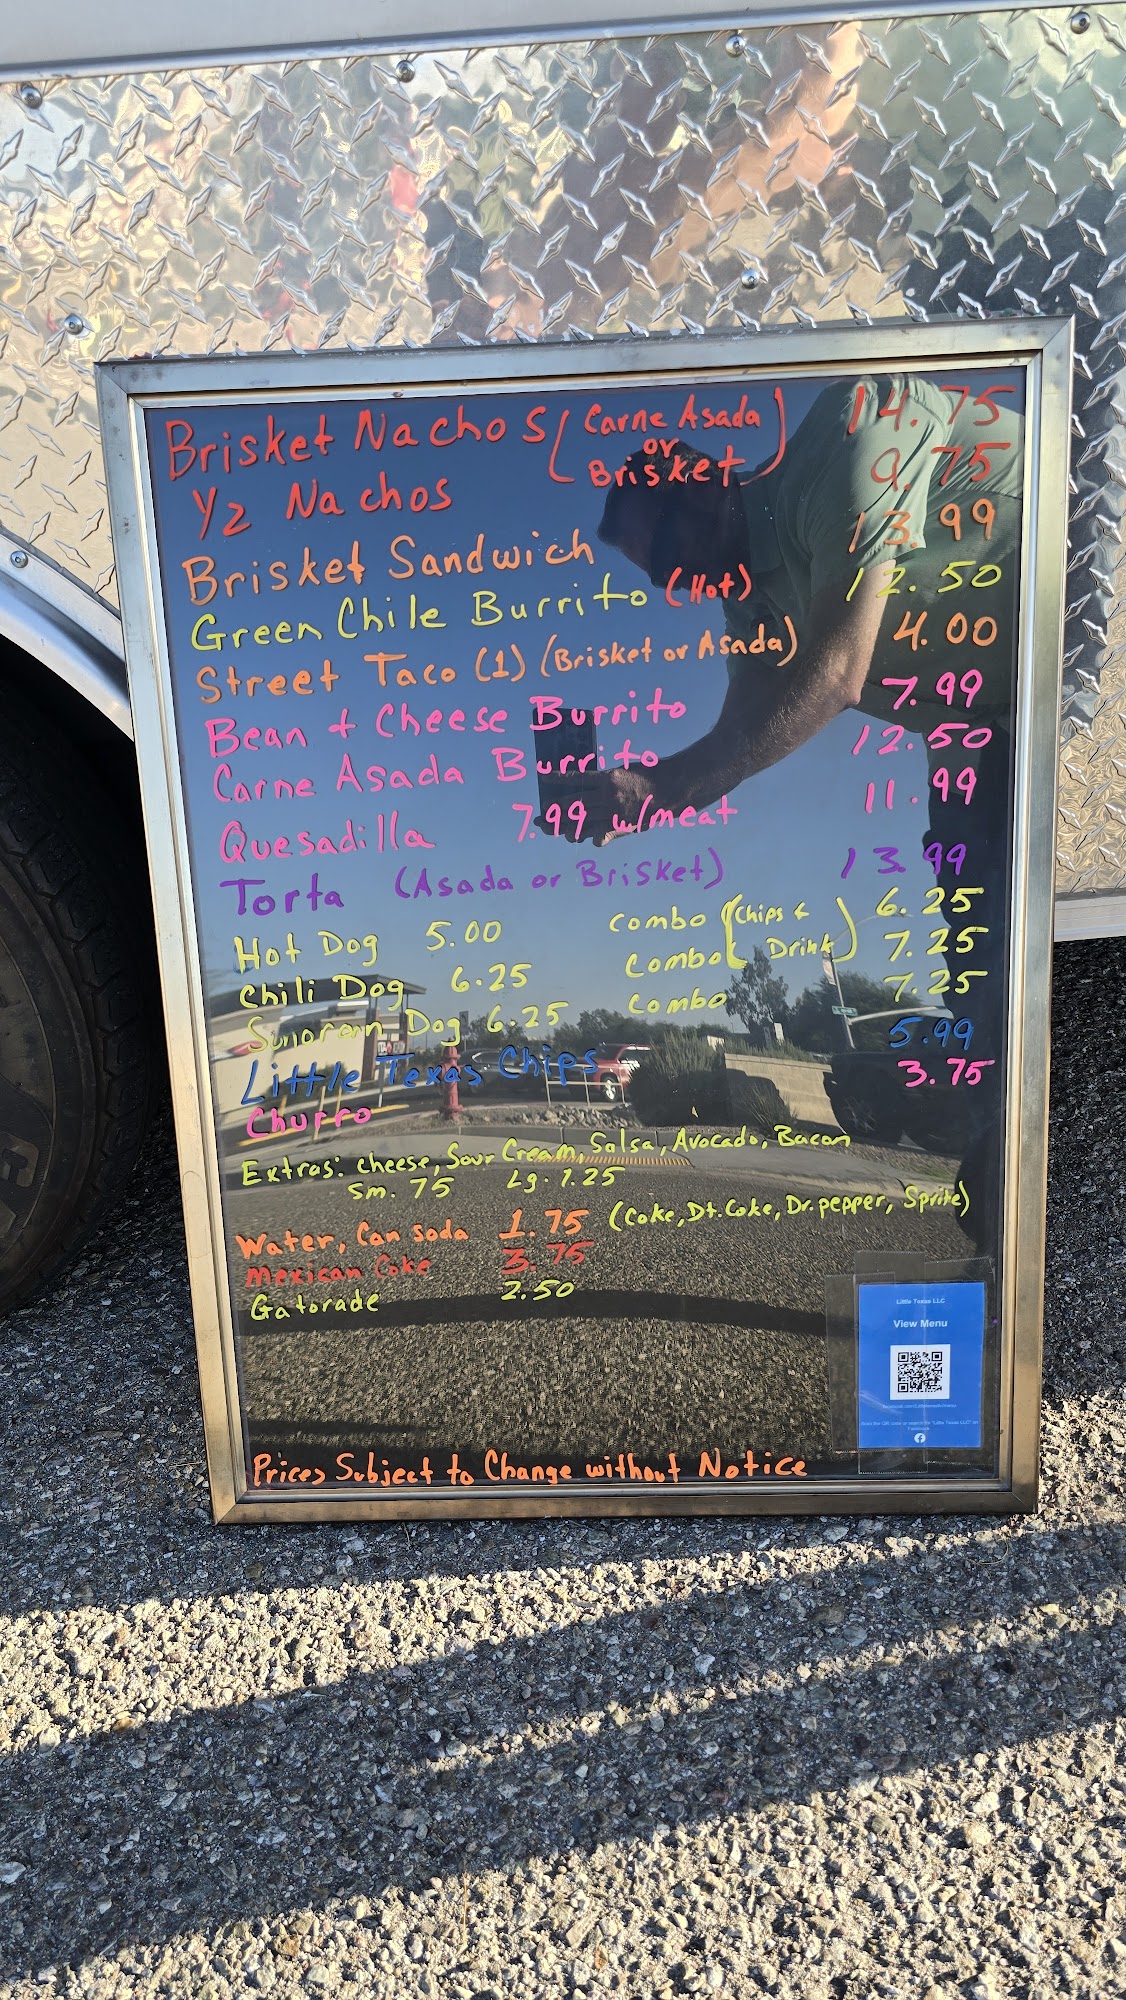 Brisket Nachos (Carne Asada or Brisket) 14.75
1/2 Nachos 9.75
Brisket Sandwich 13.99
Green Chile Burrito (Hot) 12.50
Street Taco (1) (Brisket or Asada) 4.00
Bean + Cheese Burrito 7.99
Carne Asada Burrito 12.50
Quesadilla 7.99 w/meat 11.99
Torta (Asada or Brisket) 13.99
Hot Dog 5.00 combo (Chips & Drink) 6.25
Chili Dog 6.25 combo 7.25
Sunoran Dog 6.25 combo 7.25
Little Texas Chips 5.99
Churro 3.75
Extras: cheese, Sour Cream, Salsa, Avocado, Bacon
sm. 75 Lg. 1.25
Water, Can soda 1.75 (Coke, Dt. Coke, Dr. pepper, Sprite)
Mexican Coke 3.75
Gatorade 2.50
Little Texas LLC
View Menu
Prices Subject to Change without Notice